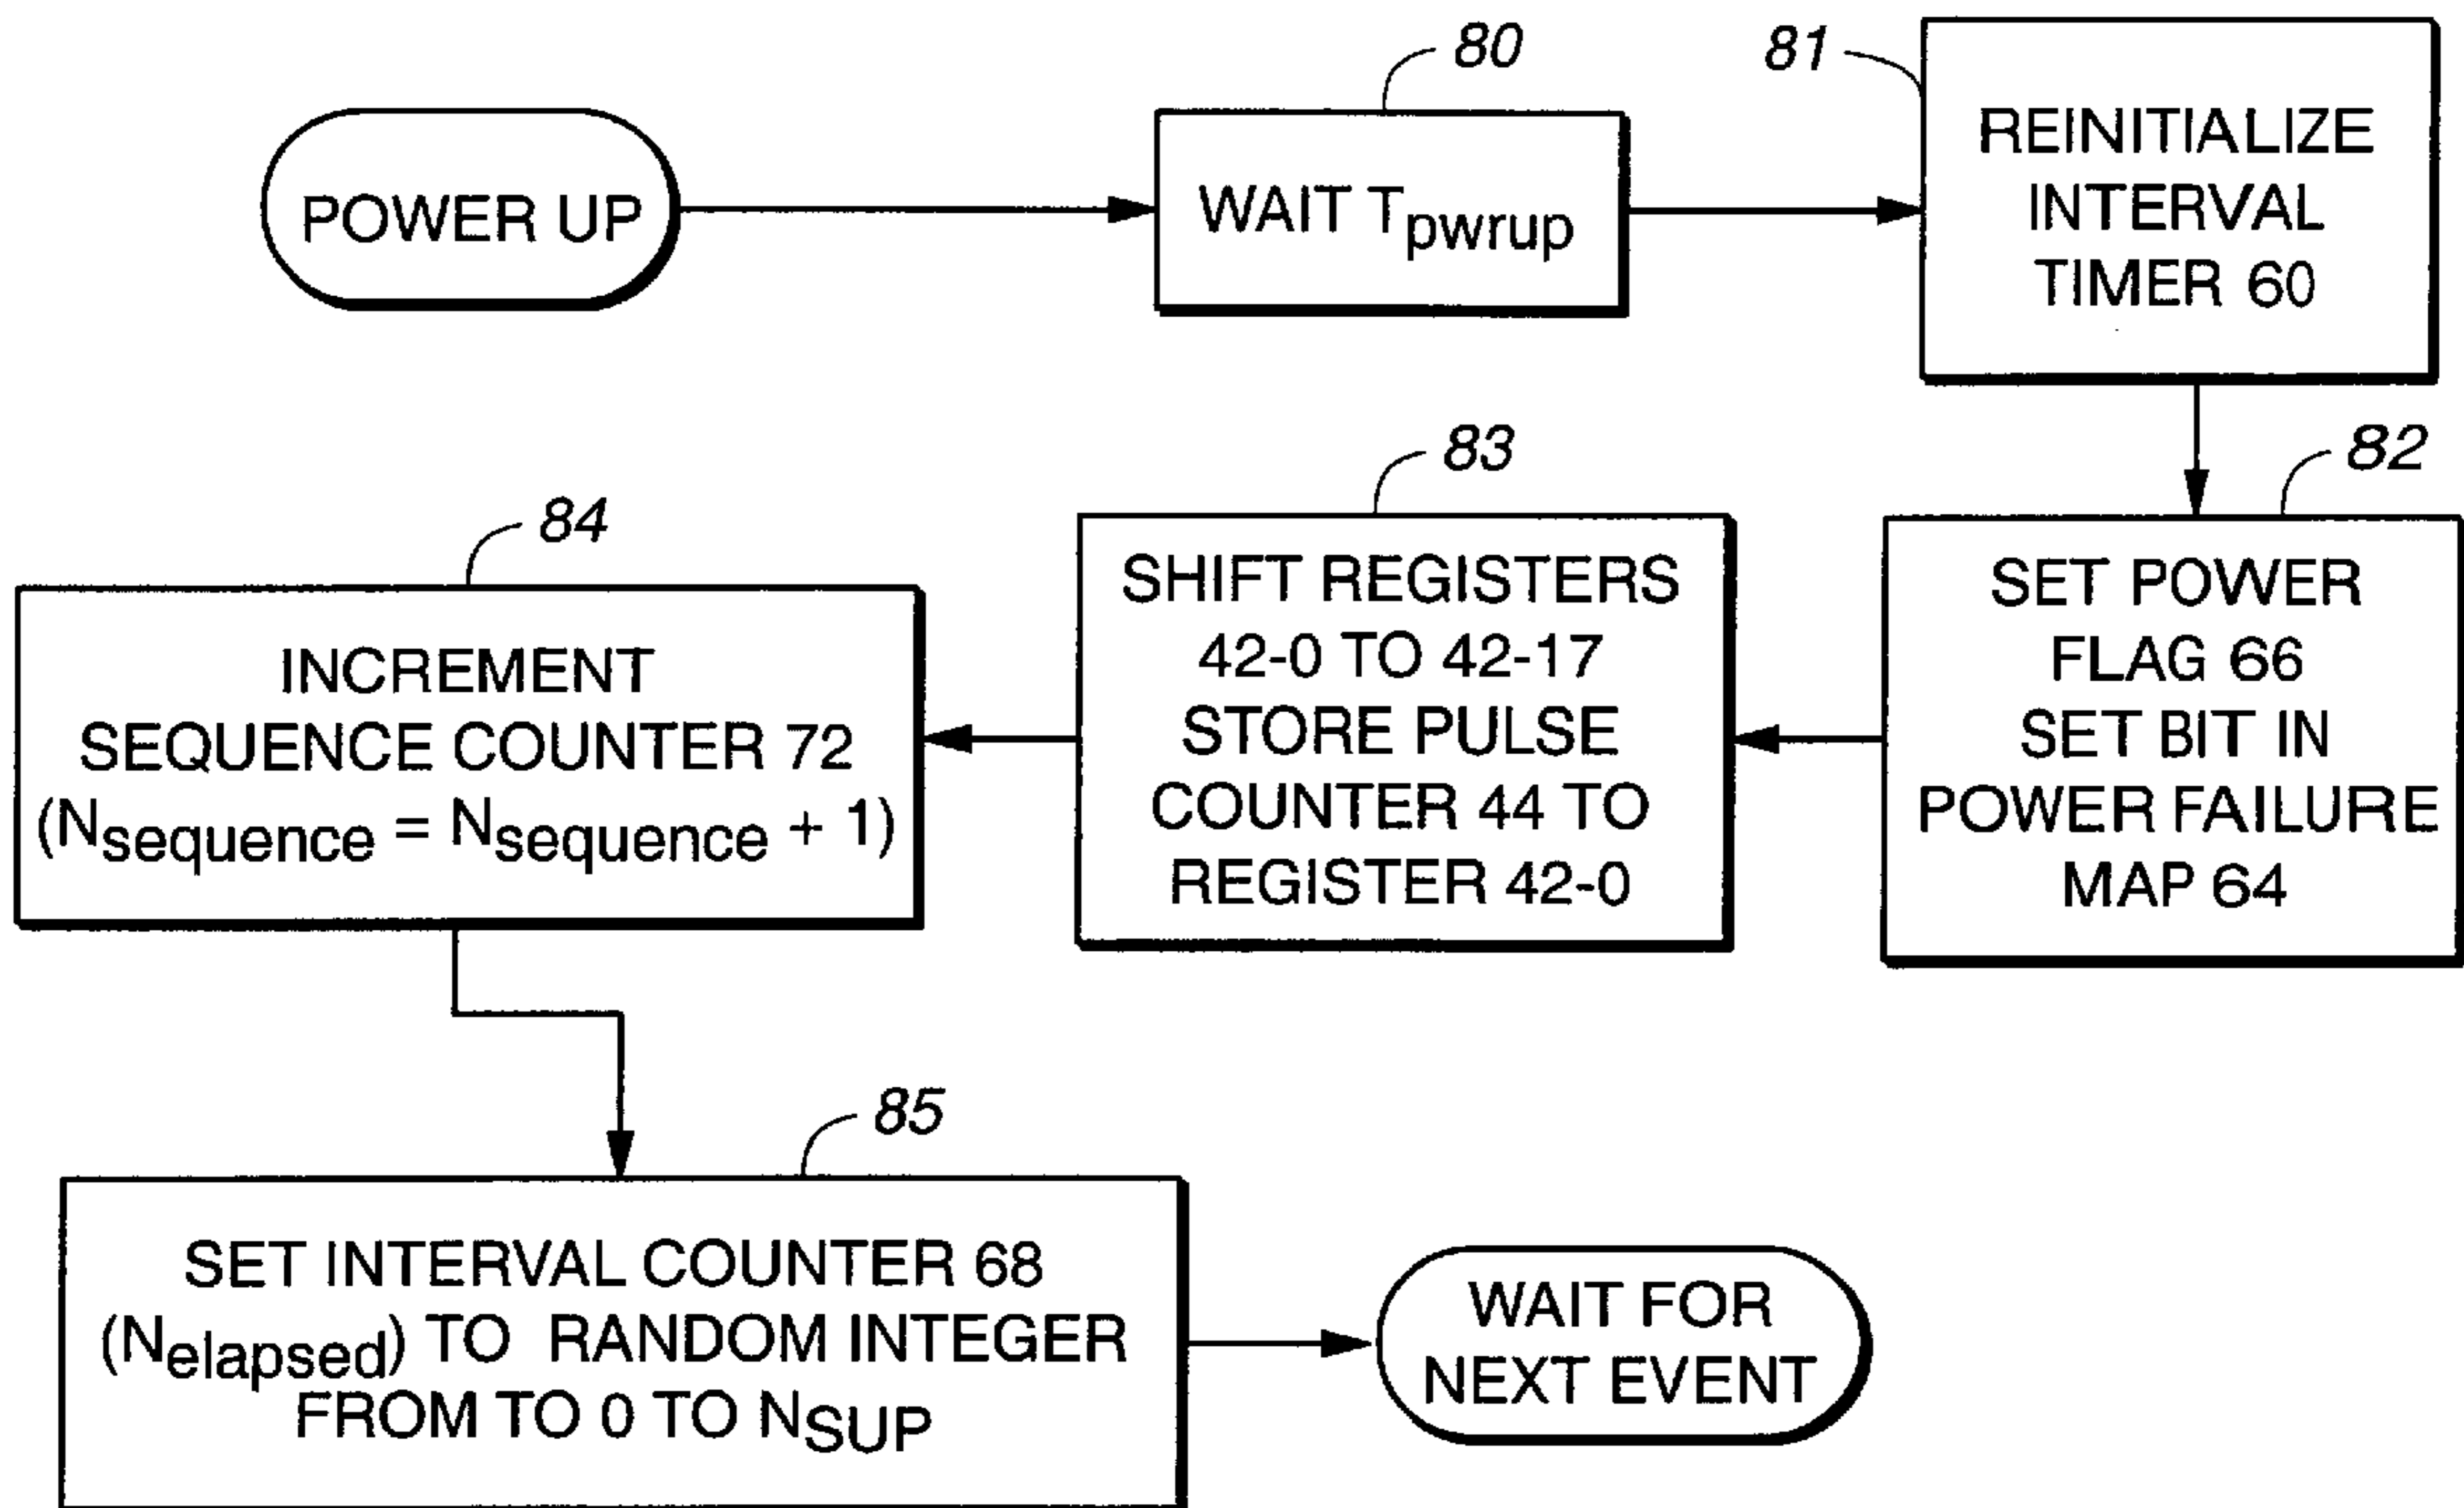 POWER UP
80
WAIT Tpwrup
81
REINITIALIZE
INTERVAL
TIMER 60
82
SET POWER
FLAG 66
SET BIT IN
POWER FAILURE
MAP 64
83
SHIFT REGISTERS
42-0 TO 42-17
STORE PULSE
COUNTER 44 TO
REGISTER 42-0
84
INCREMENT
SEQUENCE COUNTER 72
(Nsequence = Nsequence + 1)
85
SET INTERVAL COUNTER 68
(Nelapsed) TO RANDOM INTEGER
FROM TO 0 TO NSUP
WAIT FOR
NEXT EVENT